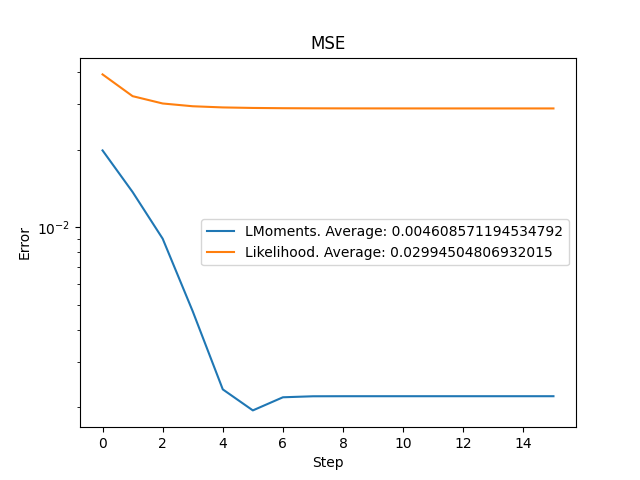 MSE
Error
10⁻²
LMoments. Average: 0.004608571194534792
Likelihood. Average: 0.02994504806932015
0 2 4 6 8 10 12 14
Step